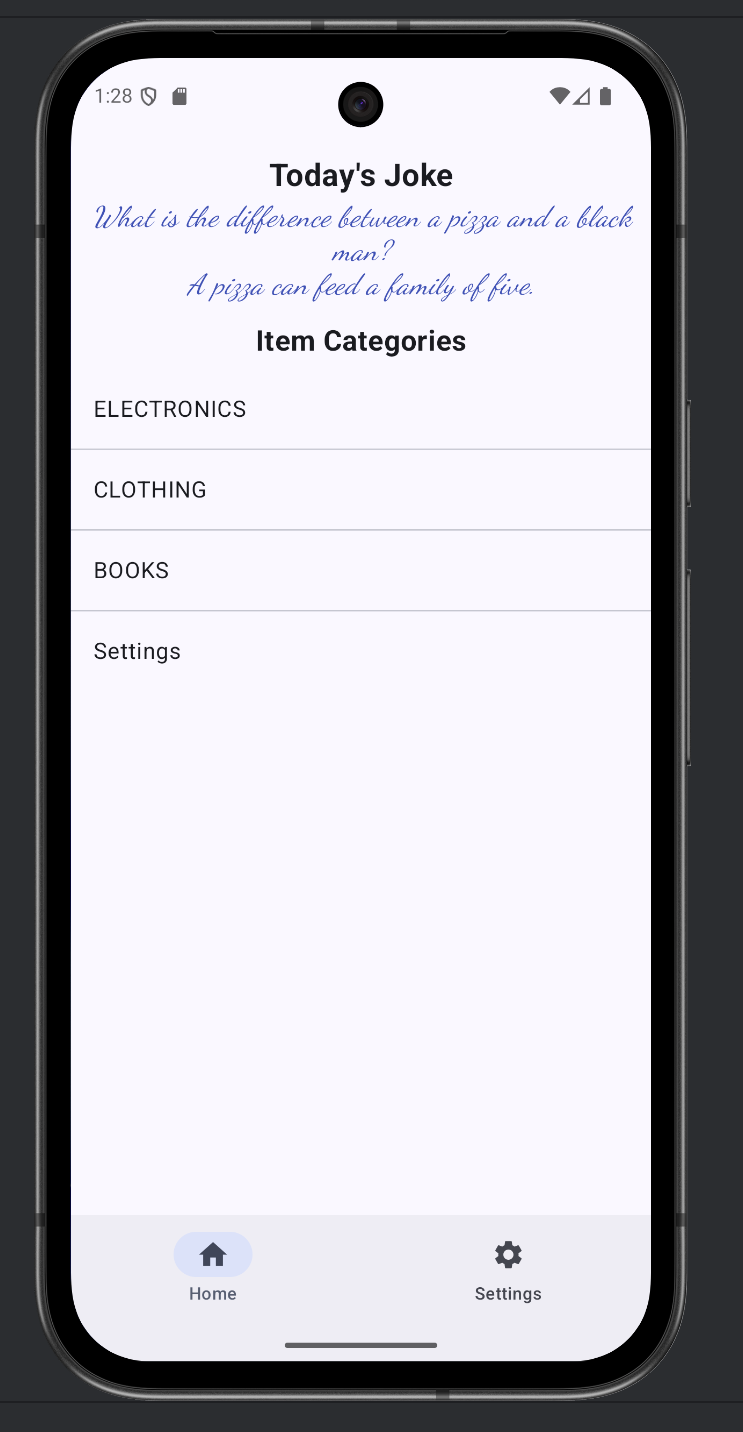 1:28
Today's Joke
What is the difference between a pizza and a black
man?
A pizza can feed a family of five.
Item Categories
ELECTRONICS
CLOTHING
BOOKS
Settings
Home
Settings